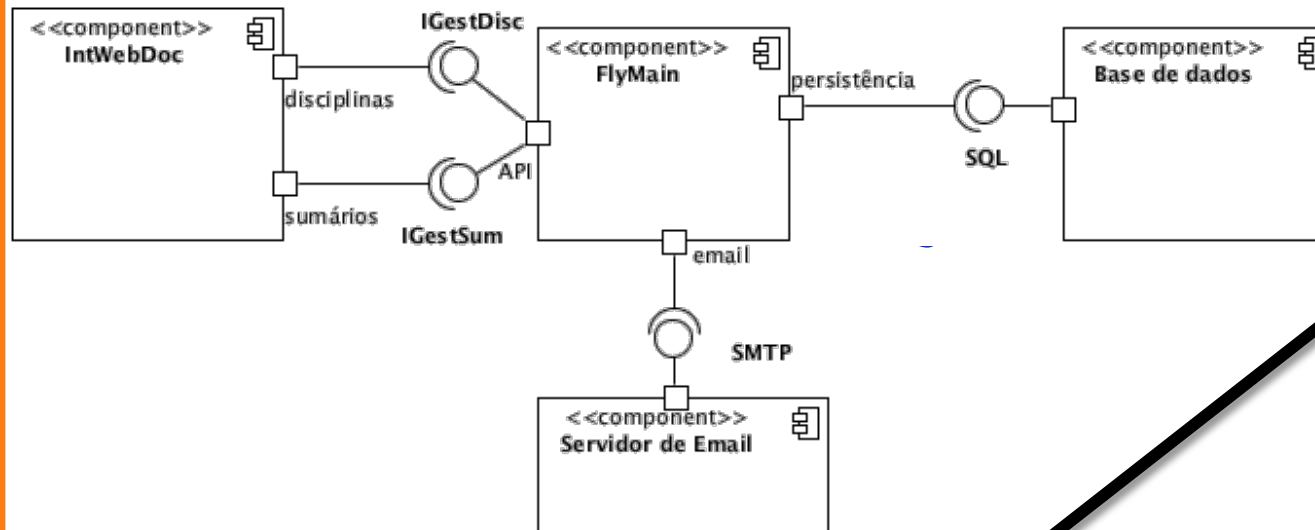 <<component>>
IntWebDoc
disciplinas
sumários
IGestDisc
IGestSum
API
<<component>>
FlyMain
persistência
email
SQL
<<component>>
Base de dados
SMTP
<<component>>
Servidor de Email